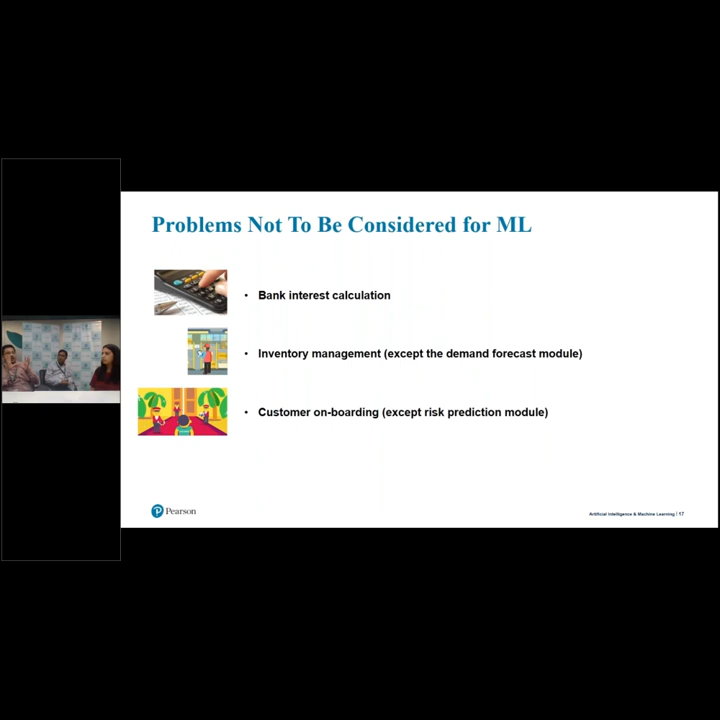 Problems Not To Be Considered for ML
• Bank interest calculation
• Inventory management (except the demand forecast module)
• Customer on-boarding (except risk prediction module)
Pearson
Artificial Intelligence & Machine Learning | 17